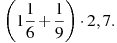 (1 1/6 + 1/9) · 2,7.